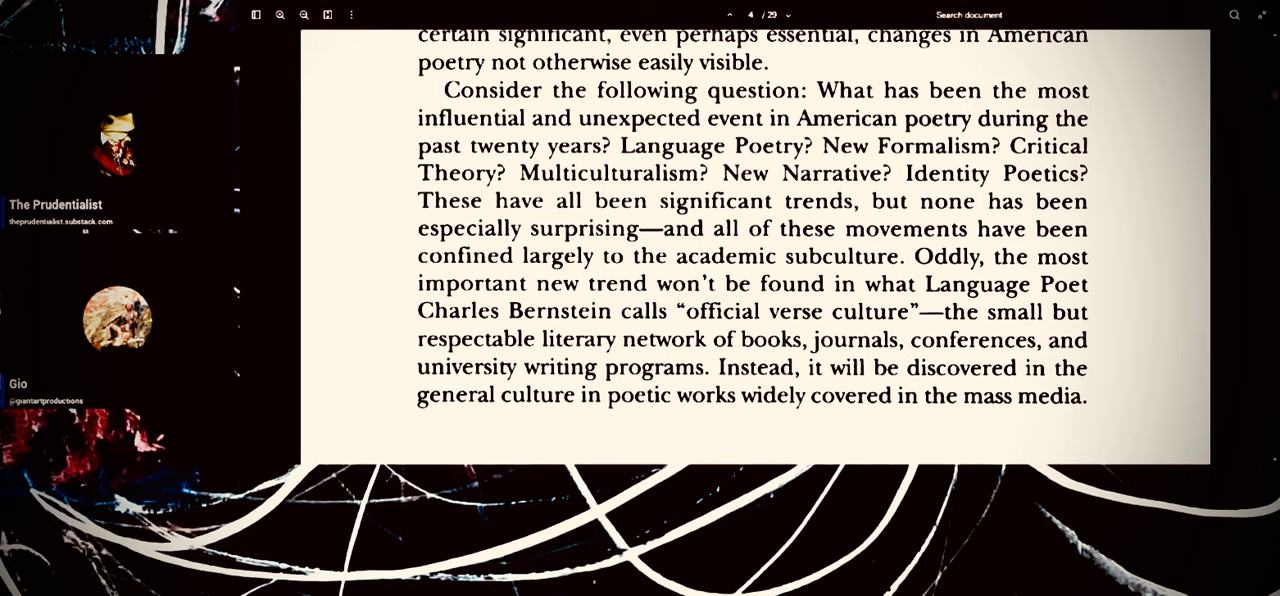 4 / 29
Search document
certain significant, even perhaps essential, changes in American
poetry not otherwise easily visible.
Consider the following question: What has been the most
influential and unexpected event in American poetry during the
past twenty years? Language Poetry? New Formalism? Critical
Theory? Multiculturalism? New Narrative? Identity Poetics?
These have all been significant trends, but none has been
especially surprising—and all of these movements have been
confined largely to the academic subculture. Oddly, the most
important new trend won't be found in what Language Poet
Charles Bernstein calls “official verse culture”—the small but
respectable literary network of books, journals, conferences, and
university writing programs. Instead, it will be discovered in the
general culture in poetic works widely covered in the mass media.
The Prudentialist
theprudentialist.substack.com
Gio
@giantartproductions